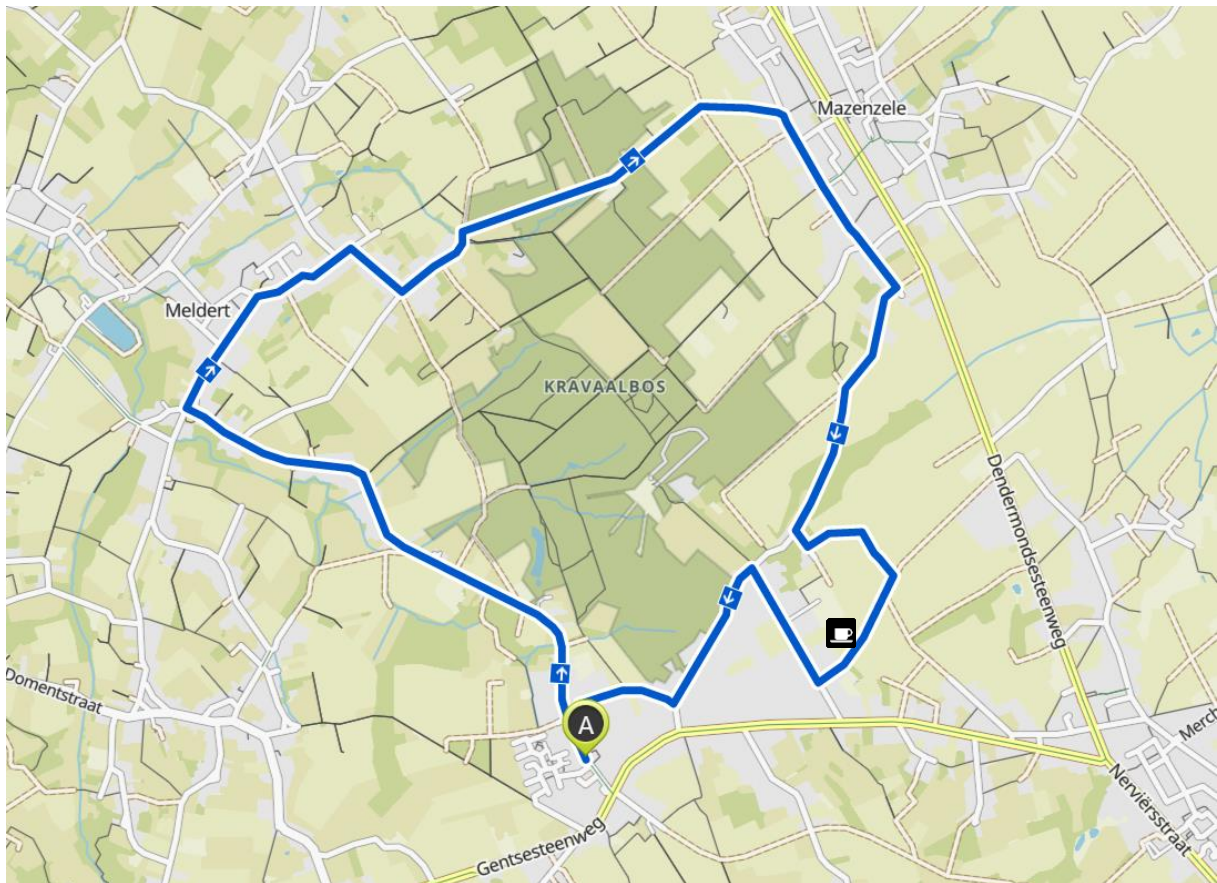 Mazenzele
Meldert
KRAVAALBOS
Dendermondsesteenweg
Domentstraat
A
Merch
Nerviërsstraat
Gentsesteenweg